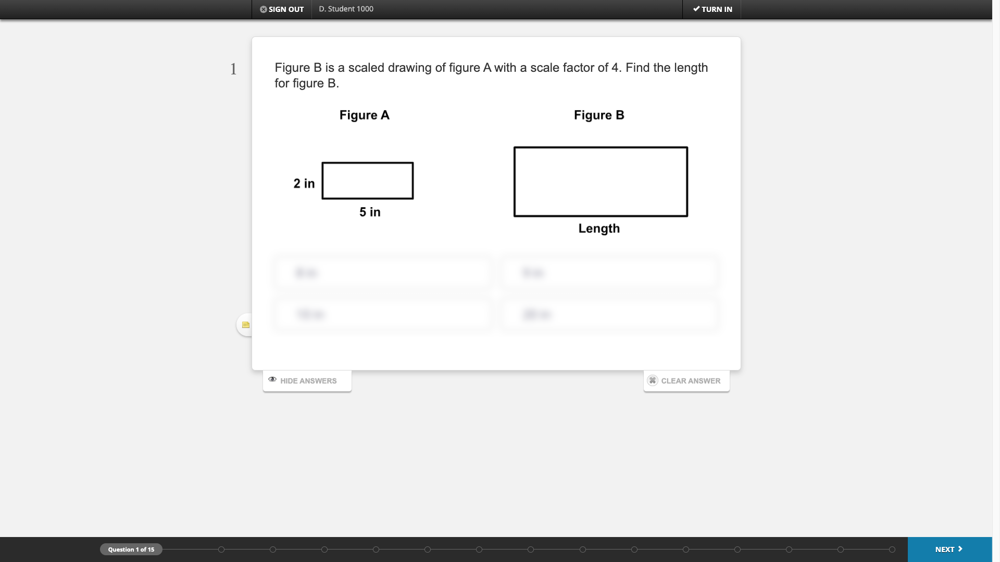 SIGN OUT D. Student 1000 TURN IN
1
Figure B is a scaled drawing of figure A with a scale factor of 4. Find the length
for figure B.
Figure A Figure B
2 in
5 in
Length
HIDE ANSWERS CLEAR ANSWER
Question 1 of 15 NEXT